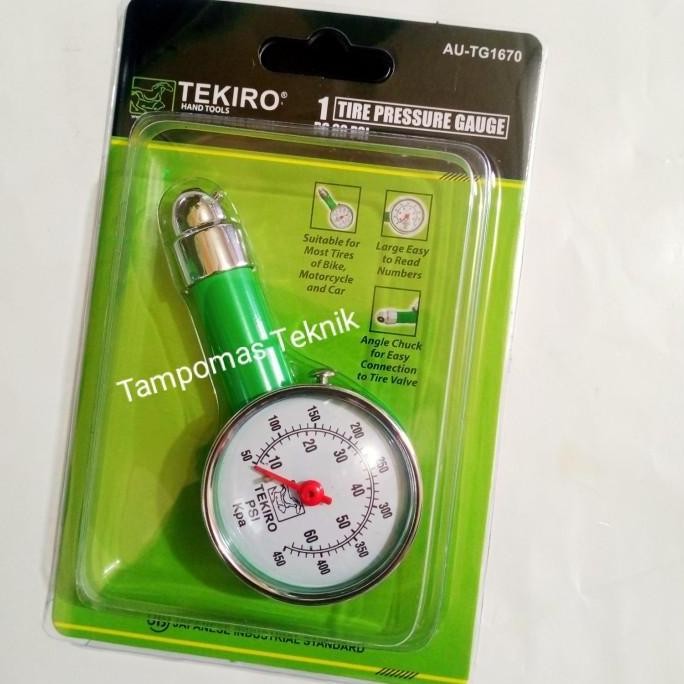 AU-TG1670
TEKIRO®
HAND TOOLS
1 TIRE PRESSURE GAUGE
Suitable for
Most Tires
of Bike,
Motorcycle
and Car
Large Easy
to Read
Numbers
Angle Chuck
for Easy
Connection
to Tire Valve
Tampomas Teknik
50
100
150
200
250
300
350
400
450
10
20
30
40
50
60
TEKIRO
PSI
Kpa
JAPANESE INDUSTRIAL STANDARD